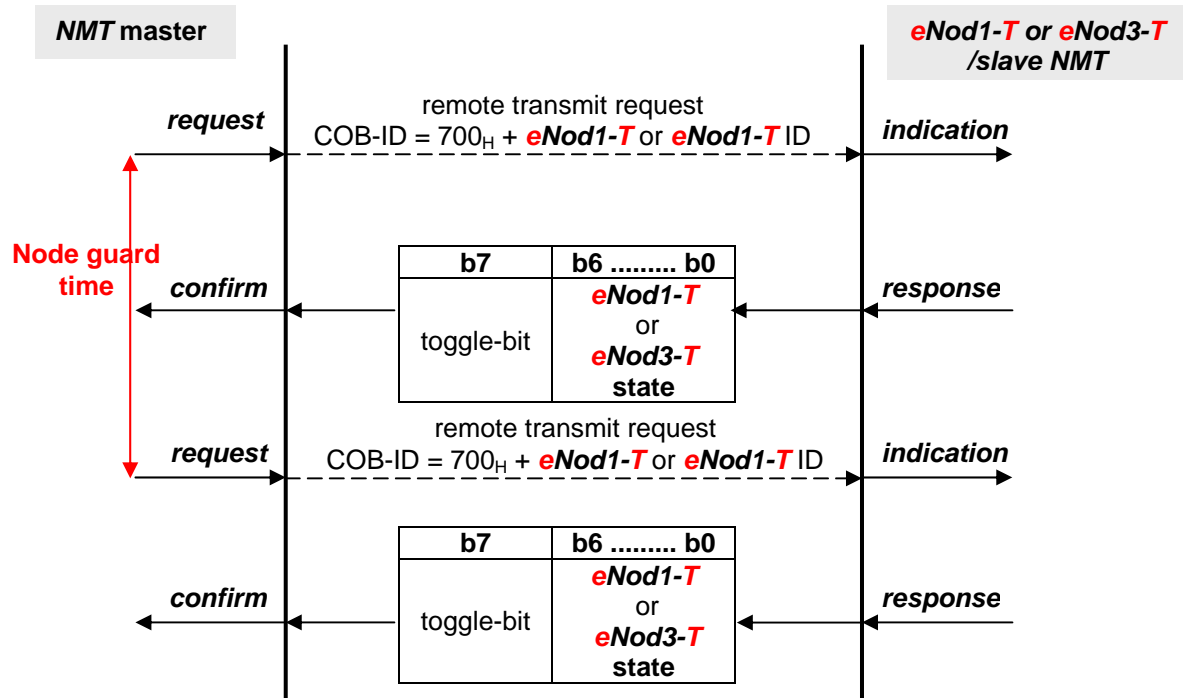 NMT master
eNod1-T or eNod3-T
/slave NMT
request
remote transmit request
COB-ID = 700H + eNod1-T or eNod1-T ID
indication
Node guard
time
b7
b6 ......... b0
confirm
toggle-bit
eNod1-T
or
eNod3-T
state
response
remote transmit request
request
COB-ID = 700H + eNod1-T or eNod1-T ID
indication
b7
b6 ......... b0
confirm
toggle-bit
eNod1-T
or
eNod3-T
state
response